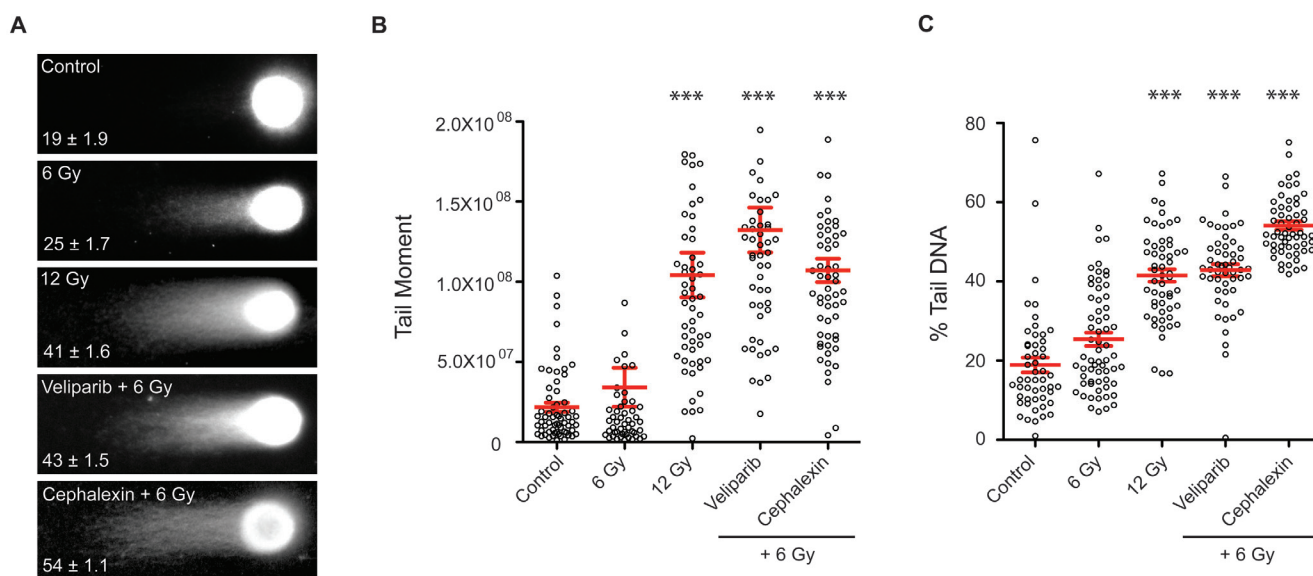 A
Control
19 ± 1.9
6 Gy
25 ± 1.7
12 Gy
41 ± 1.6
Veliparib + 6 Gy
43 ± 1.5
Cephalexin + 6 Gy
54 ± 1.1
B
*** *** ***
Tail Moment
2.0X10 08
1.5X10 08
1.0X10 08
5.0X10 07
0
Control
6 Gy
12 Gy
Veliparib
Cephalexin
+ 6 Gy
C
*** *** ***
% Tail DNA
80
60
40
20
0
Control
6 Gy
12 Gy
Veliparib
Cephalexin
+ 6 Gy